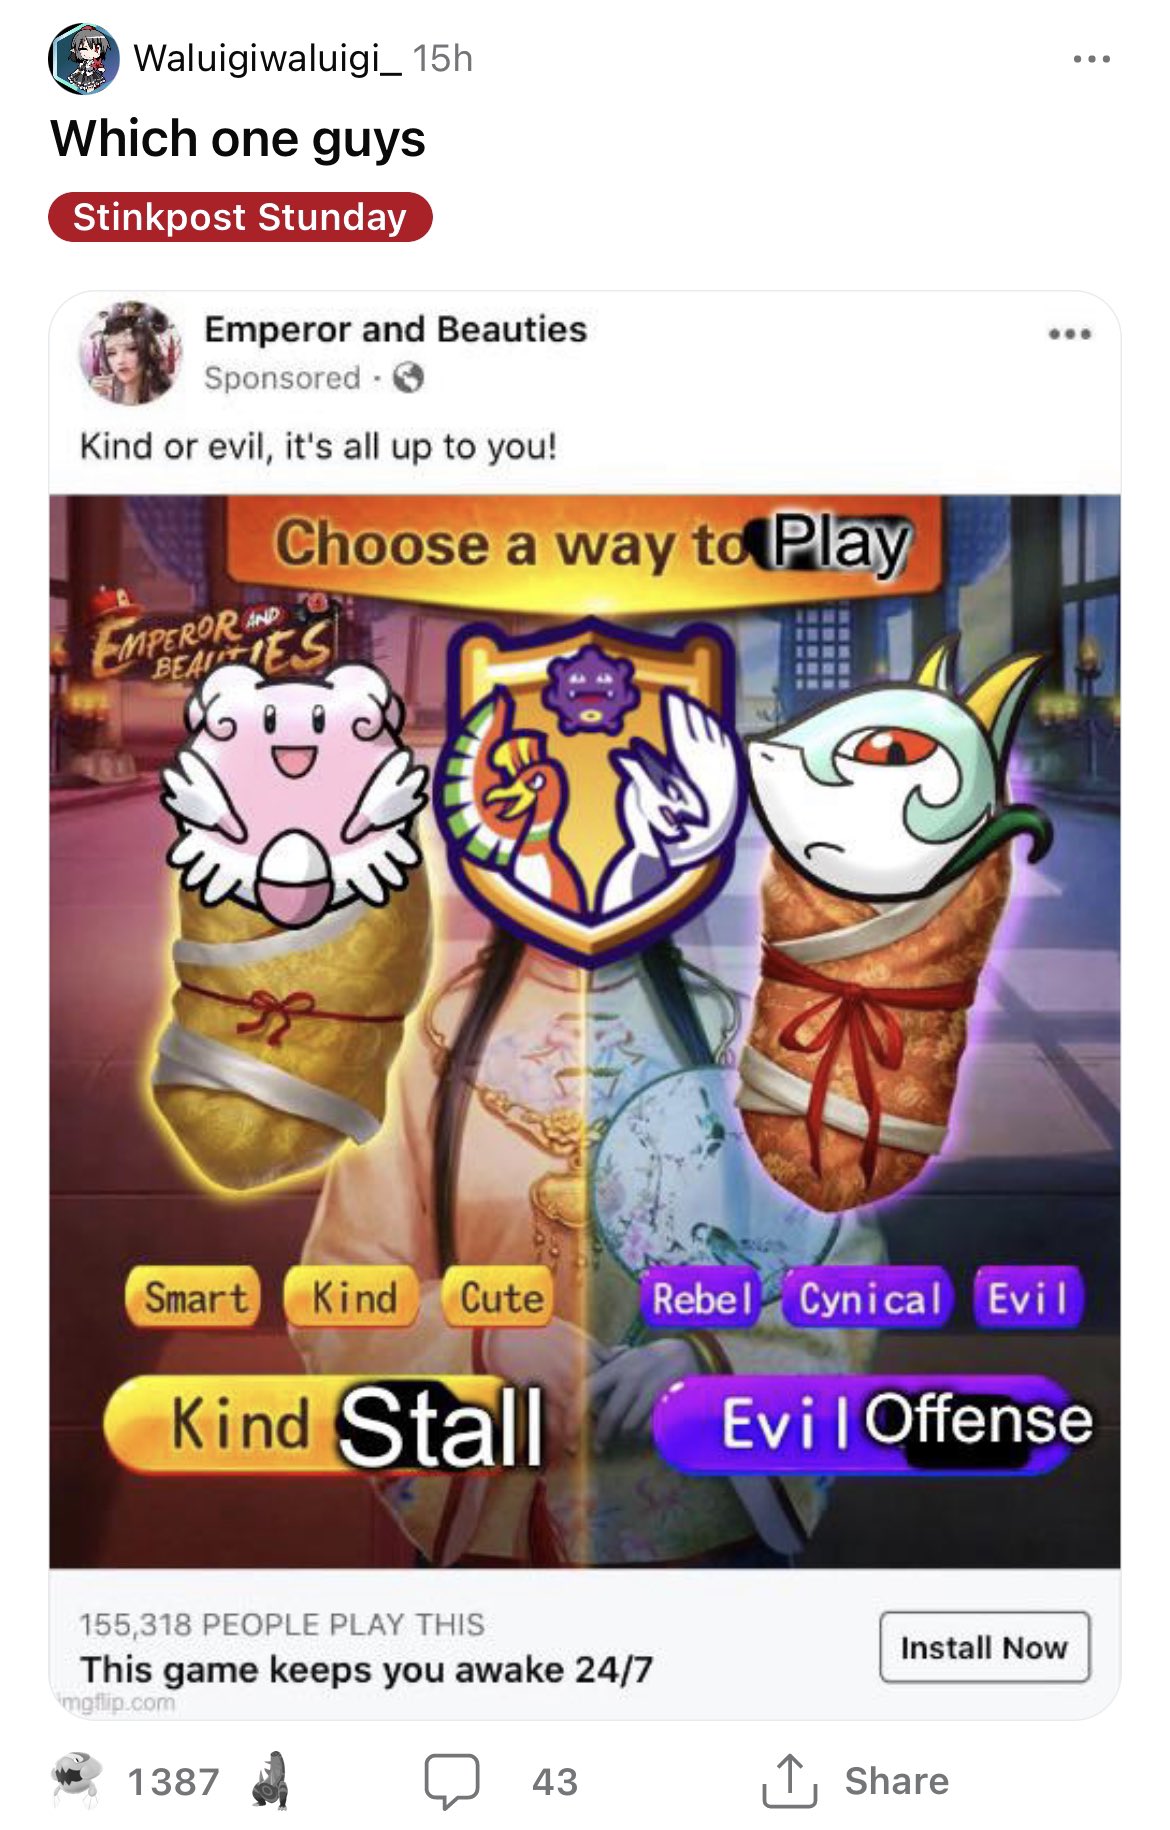 Waluigiwaluigi_ 15h
Which one guys
Stinkpost Stunday
Emperor and Beauties
Sponsored ·
Kind or evil, it's all up to you!
Choose a way to Play
EMPEROR AND
BEAUTIES
Smart Kind Cute Rebel Cynical Evil
Kind Stall Evil Offense
155,318 PEOPLE PLAY THIS
This game keeps you awake 24/7
Install Now
imgflip.com
1387 43 Share